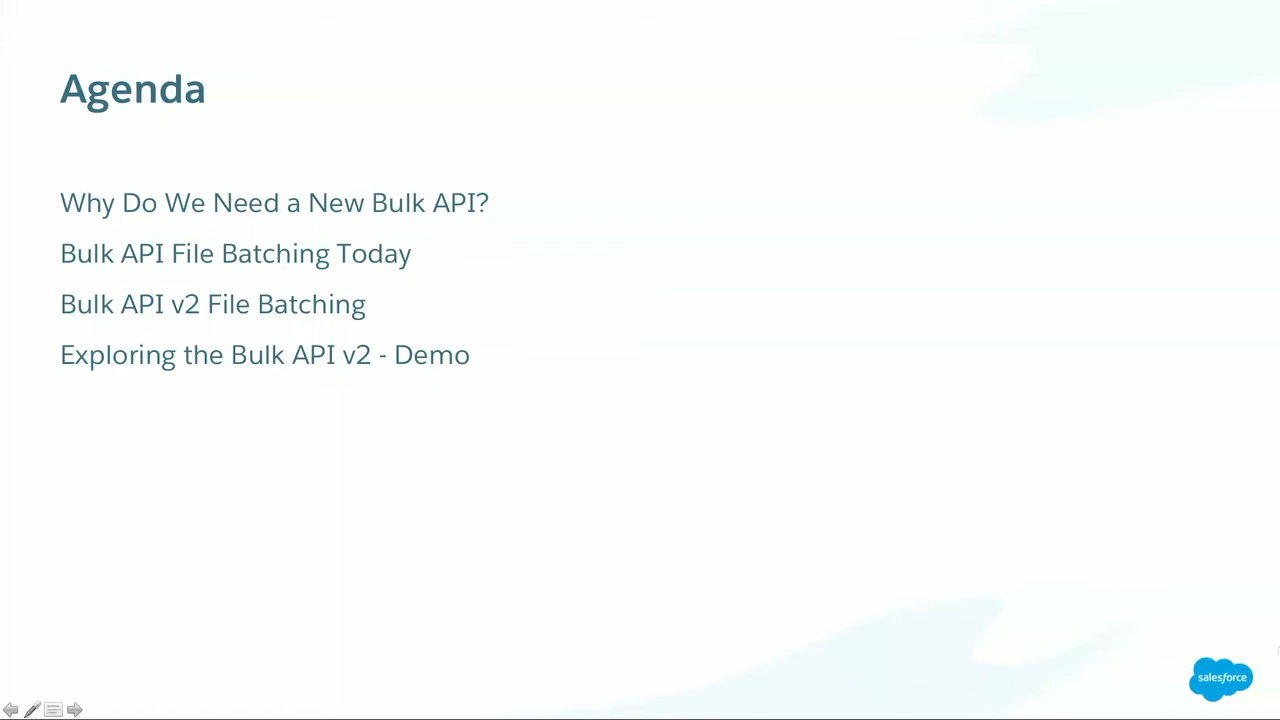 Agenda
Why Do We Need a New Bulk API?
Bulk API File Batching Today
Bulk API v2 File Batching
Exploring the Bulk API v2 - Demo
salesforce